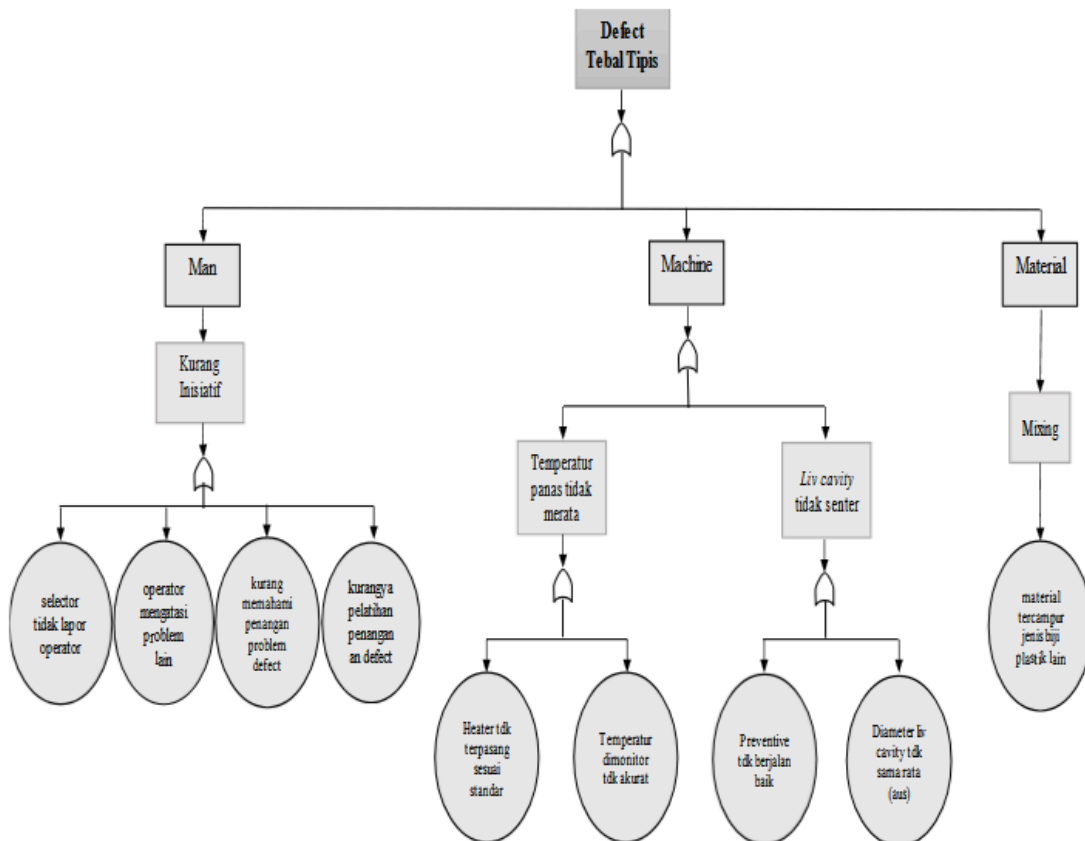 Defect
Tebal Tipis
Man
Machine
Material
Kurang
Inisiatif
Mixing
Temperatur
panas tidak
merata
Liv cavity
tidak senter
selector
tidak lapor
operator
operator
mengatasi
problem
lain
kurang
memahami
penangan
problem
defect
kurangya
pelatihan
penangan
an defect
material
tercampur
jenis biji
plastik lain
Heater tdk
terpasang
sesuai
standar
Temperatur
dimonitor
tdk akurat
Preventive
tdk berjalan
baik
Diameter liv
cavity tdk
sama rata
(aus)